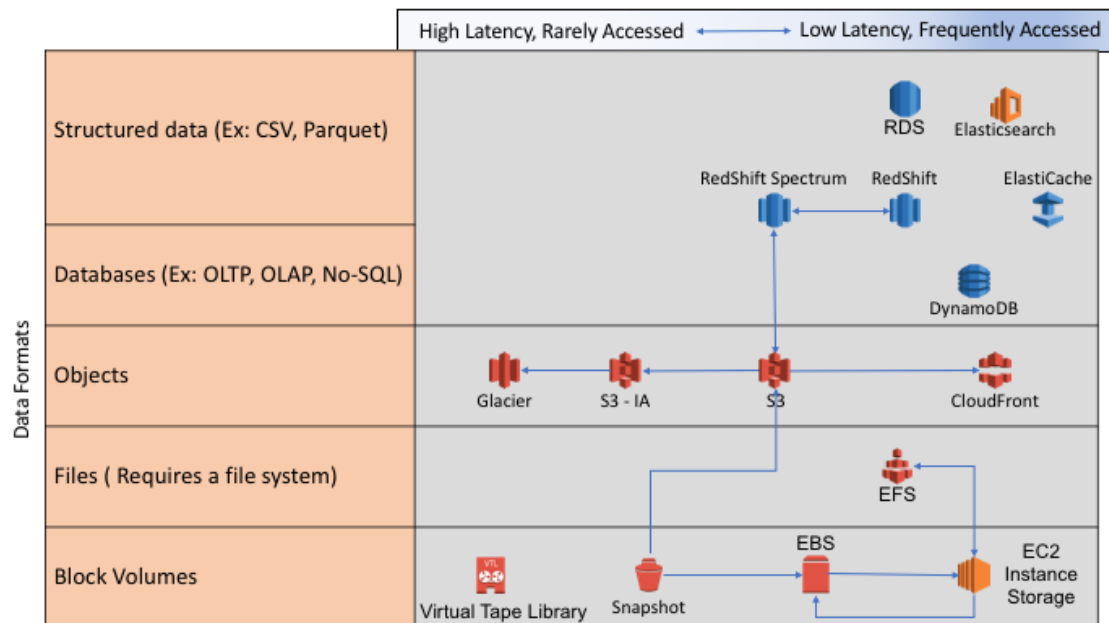 High Latency, Rarely Accessed
Low Latency, Frequently Accessed
Data Formats
Structured data (Ex: CSV, Parquet)
RDS
Elasticsearch
RedShift Spectrum
RedShift
ElastiCache
Databases (Ex: OLTP, OLAP, No-SQL)
DynamoDB
Objects
Glacier
S3 - IA
S3
CloudFront
Files ( Requires a file system)
EFS
Block Volumes
VTL
Virtual Tape Library
Snapshot
EBS
EC2
Instance
Storage